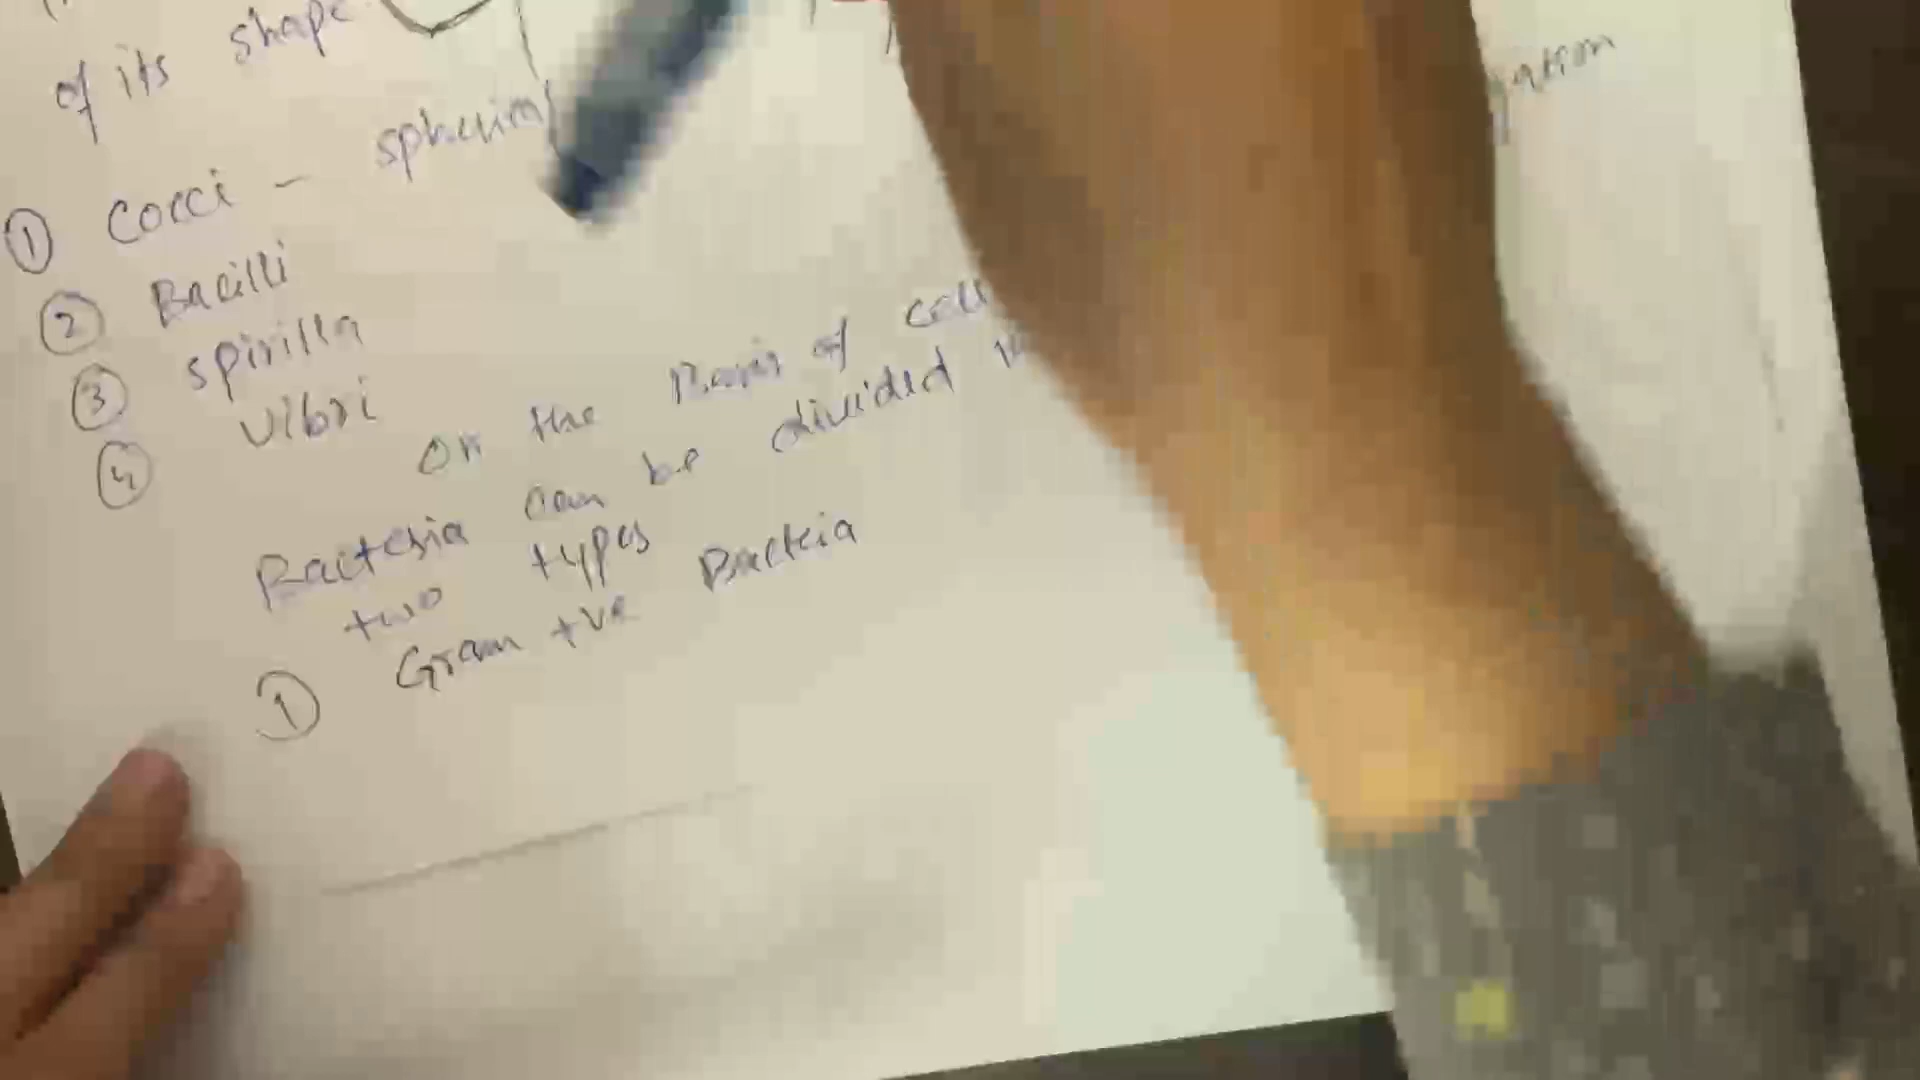 of its shape
① Cocci - spherical
② Bacilli
③ spirilla
④ vibri
on the Basis of cell
Bacteria can be divided
two types
① Gram +ve Bacteria